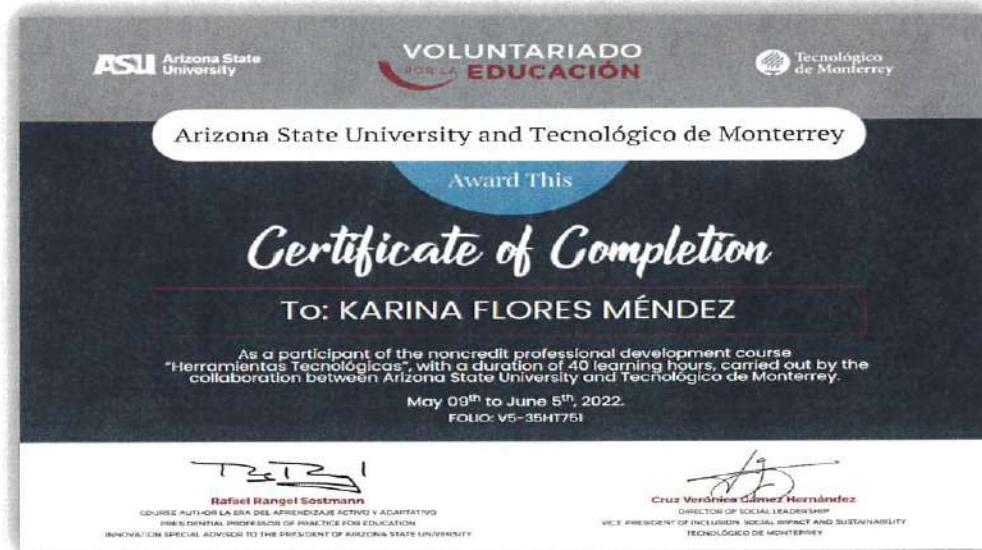 ASU Arizona State University
VOLUNTARIADO
POR LA EDUCACIÓN
Tecnológico de Monterrey
Arizona State University and Tecnológico de Monterrey
Award This
Certificate of Completion
To: KARINA FLORES MÉNDEZ
As a participant of the noncredit professional development course
"Herramientas Tecnológicas", with a duration of 40 learning hours, carried out by the
collaboration between Arizona State University and Tecnológico de Monterrey.
May 09th to June 5th, 2022.
FOLIO: V5-35HT751
Rafael Rangel Sostmann
COURSE AUTHOR LA ERA DEL APRENDIZAJE ACTIVO Y ADAPTATIVO
PRESIDENTIAL PROFESSOR OF PRACTICE FOR EDUCATION
INNOVATION SPECIAL ADVISOR TO THE PRESIDENT OF ARIZONA STATE UNIVERSITY
Cruz Verónica Gámez Hernández
DIRECTOR OF SOCIAL LEADERSHIP
VICE PRESIDENT OF INCLUSION, SOCIAL IMPACT AND SUSTAINABILITY
TECNOLÓGICO DE MONTERREY